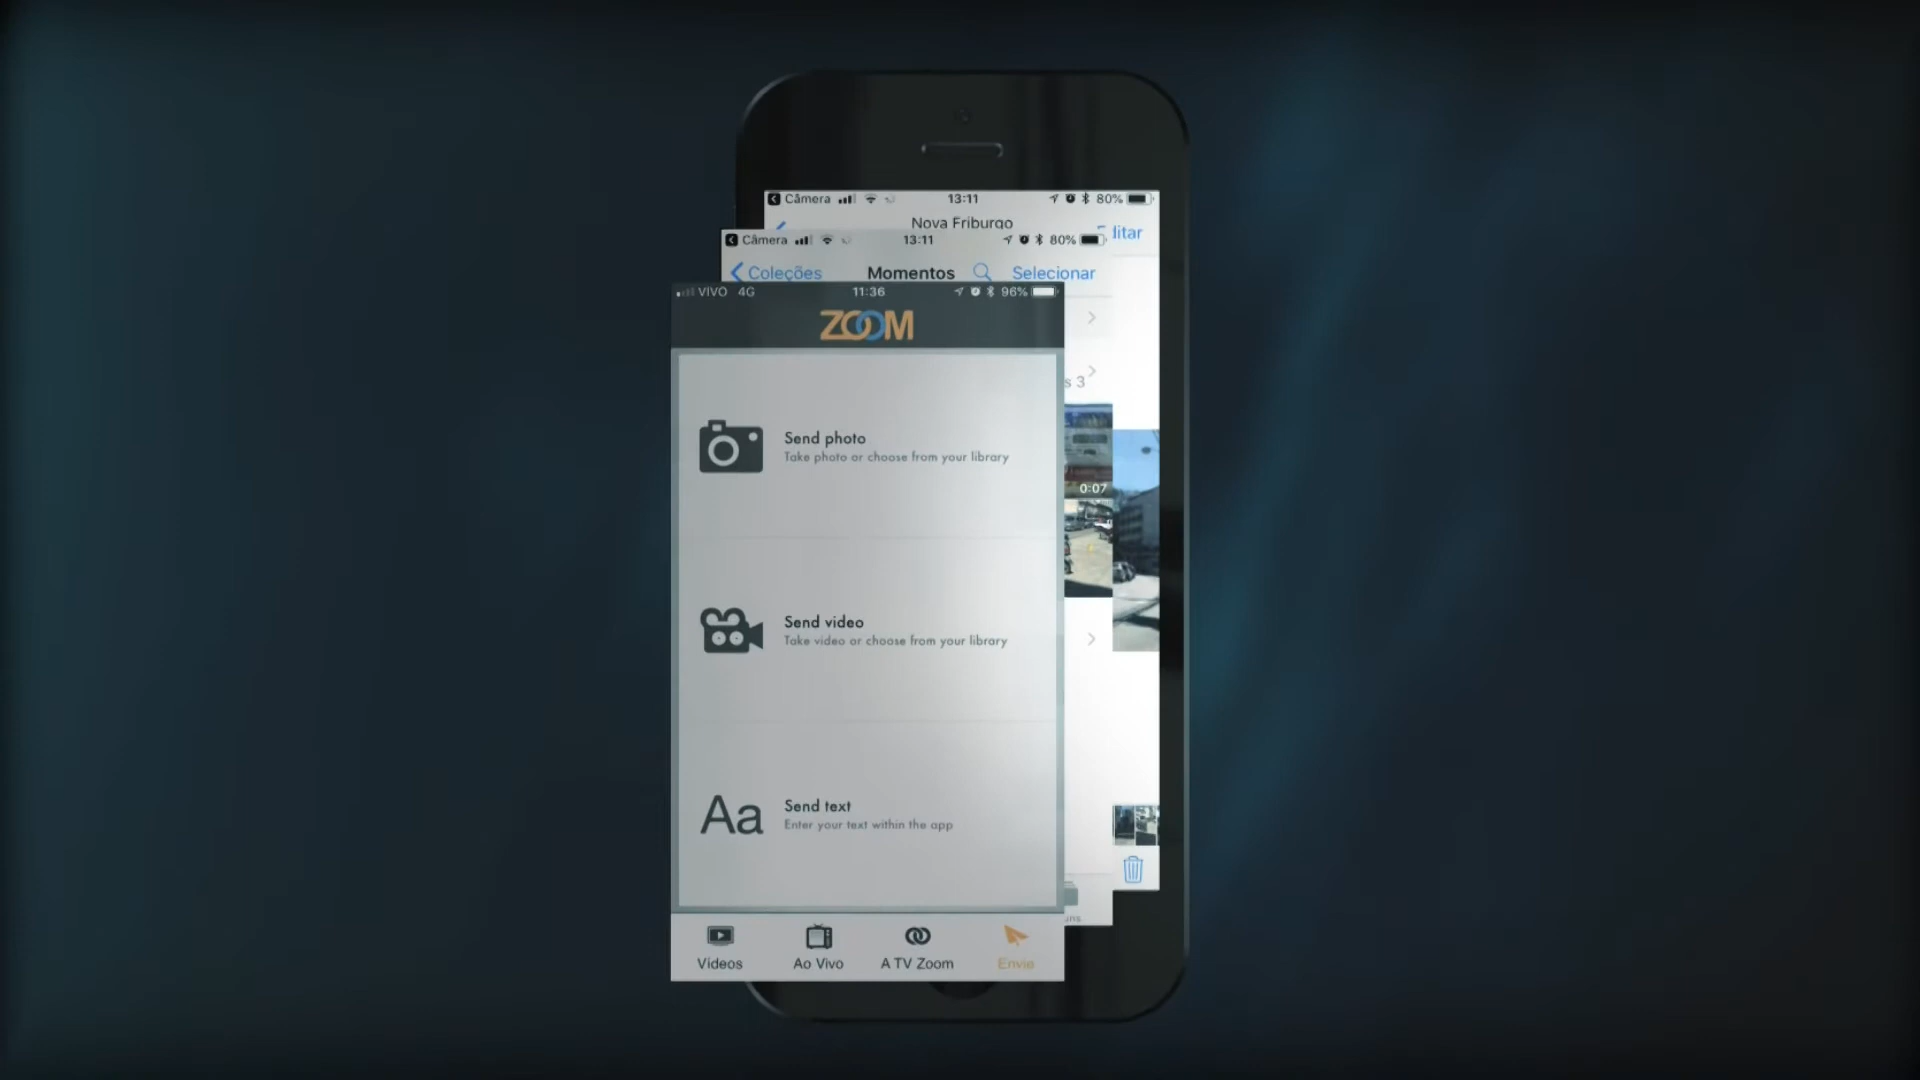 Câmera 13:11 80%
Nova Friburgo
Câmera 13:11 80%
Coleções Momentos Selecionar
VIVO 4G 11:36 96%
ZOOM
s 3
Send photo
Take photo or choose from your library
0:07
Send video
Take video or choose from your library
Send text
Enter your text within the app
Videos Ao Vivo A TV Zoom Envio